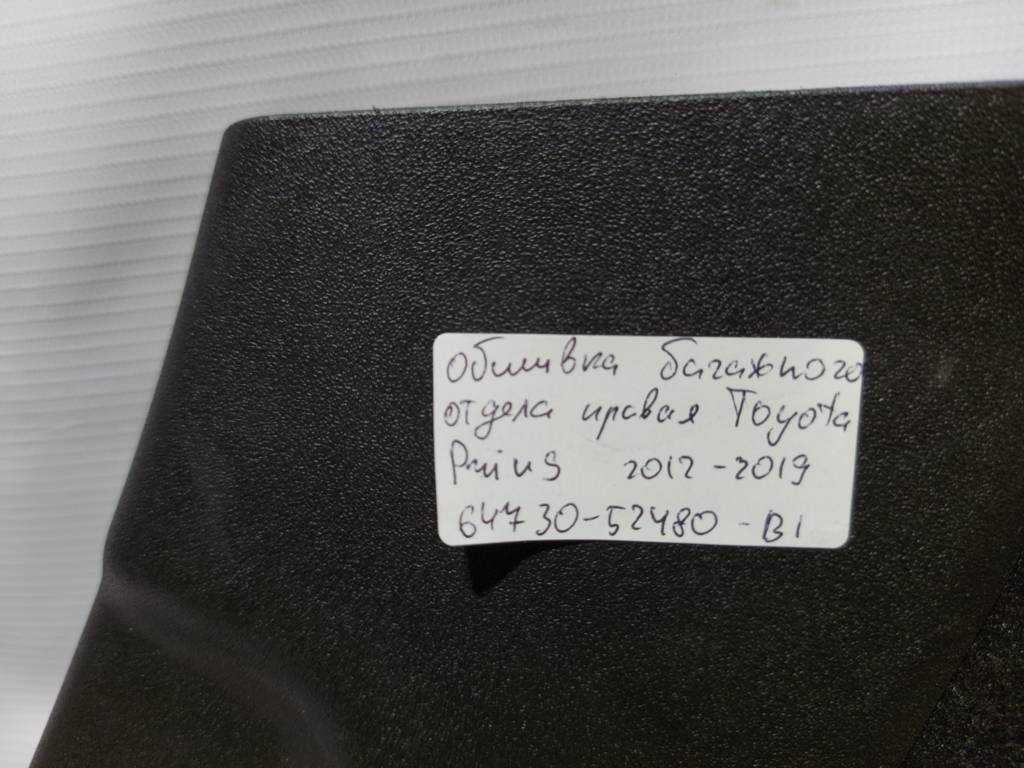 Обшивка багажного
отдела правая Toyota
Prius 2012-2019
64730-52480-B1